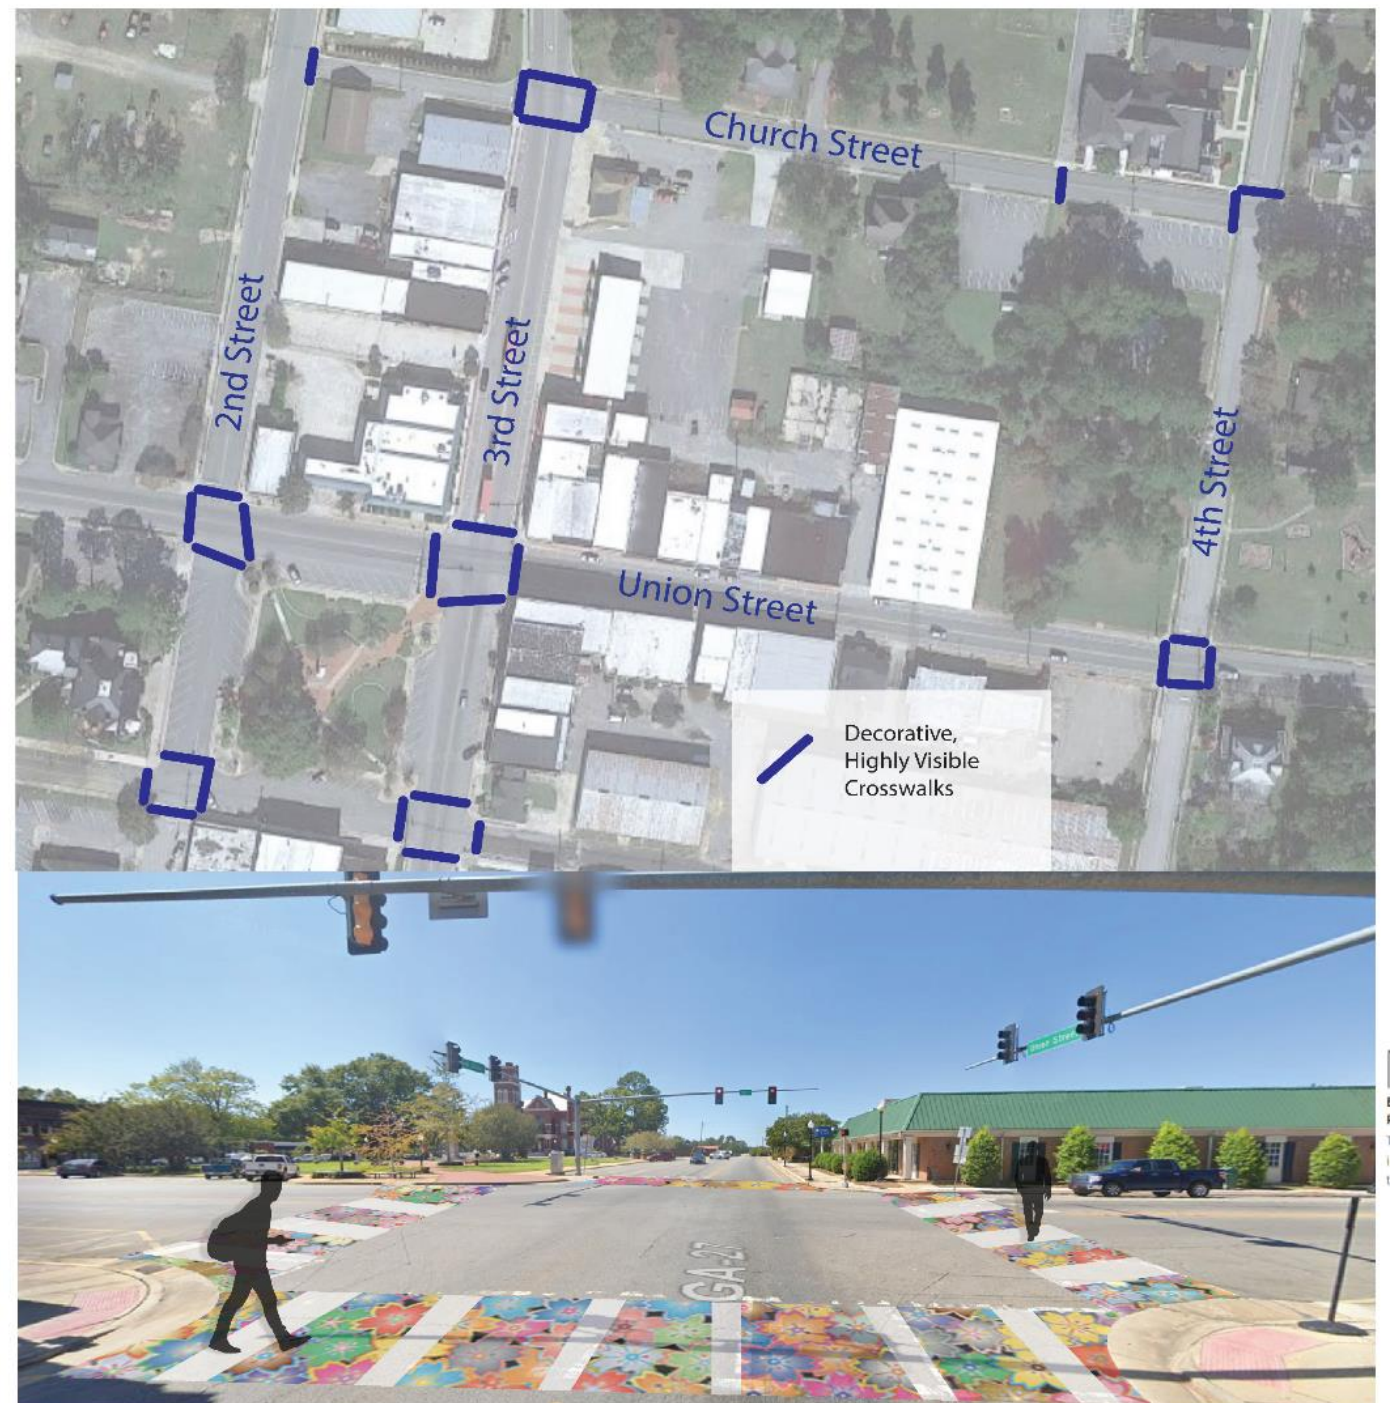 Church Street
2nd Street
3rd Street
4th Street
Union Street
Decorative,
Highly Visible
Crosswalks
GA-27